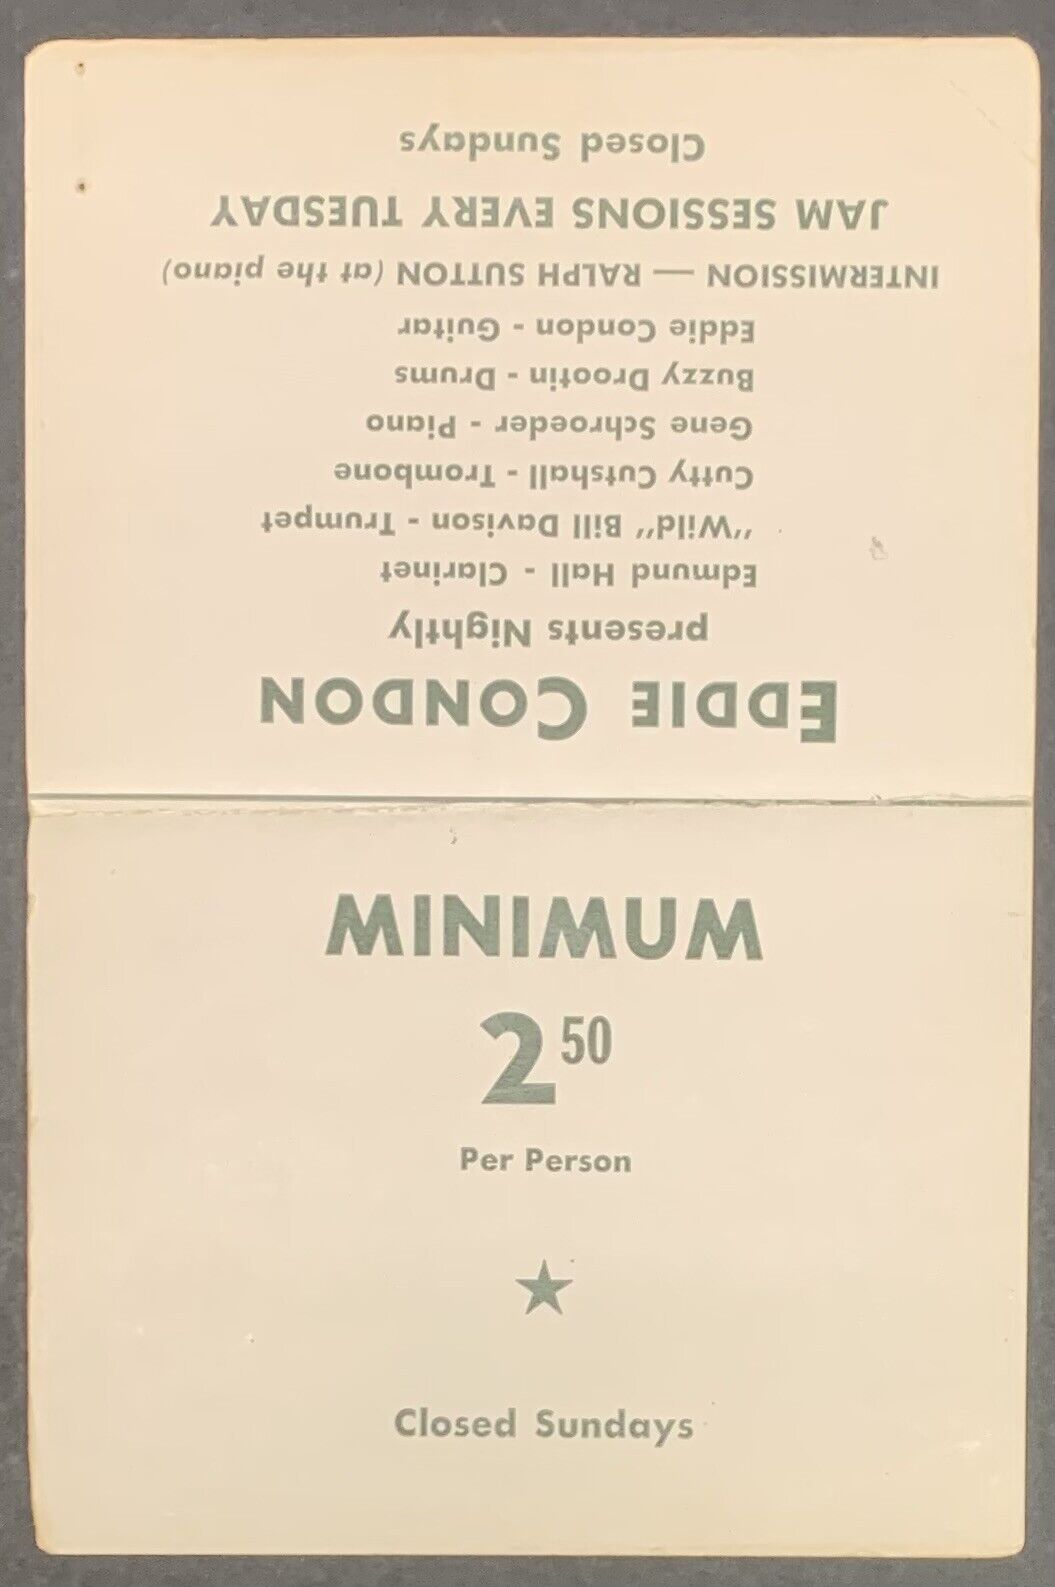 EDDIE CONDON
presents Nightly
Edmund Hall - Clarinet
"Wild" Bill Davison - Trumpet
Cutty Cutshall - Trombone
Gene Schroeder - Piano
Buzzy Drootin - Drums
Eddie Condon - Guitar
INTERMISSION — RALPH SUTTON (at the piano)
JAM SESSIONS EVERY TUESDAY
Closed Sundays
MINIMUM
2 50
Per Person
Closed Sundays